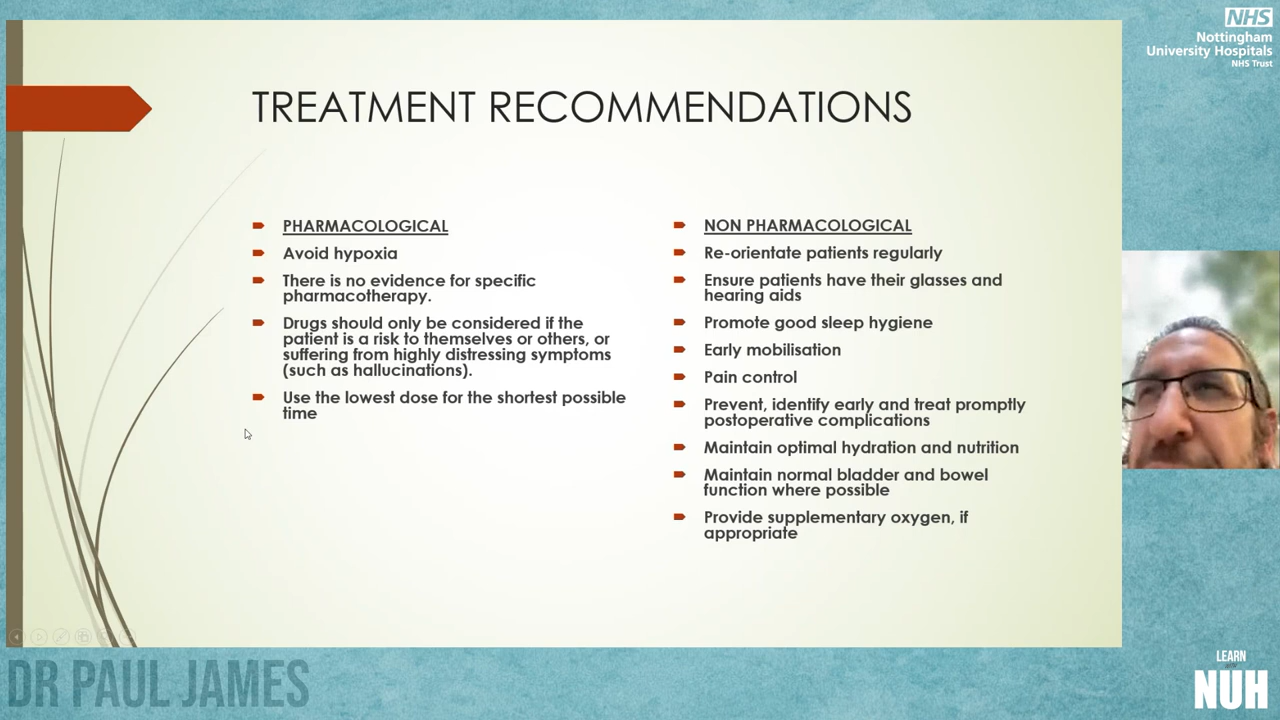 NHS
Nottingham
University Hospitals
NHS Trust
TREATMENT RECOMMENDATIONS
PHARMACOLOGICAL
Avoid hypoxia
There is no evidence for specific
pharmacotherapy.
Drugs should only be considered if the
patient is a risk to themselves or others, or
suffering from highly distressing symptoms
(such as hallucinations).
Use the lowest dose for the shortest possible
time
NON PHARMACOLOGICAL
Re-orientate patients regularly
Ensure patients have their glasses and
hearing aids
Promote good sleep hygiene
Early mobilisation
Pain control
Prevent, identify early and treat promptly
postoperative complications
Maintain optimal hydration and nutrition
Maintain normal bladder and bowel
function where possible
Provide supplementary oxygen, if
appropriate
DR PAUL JAMES
LEARN
NUH